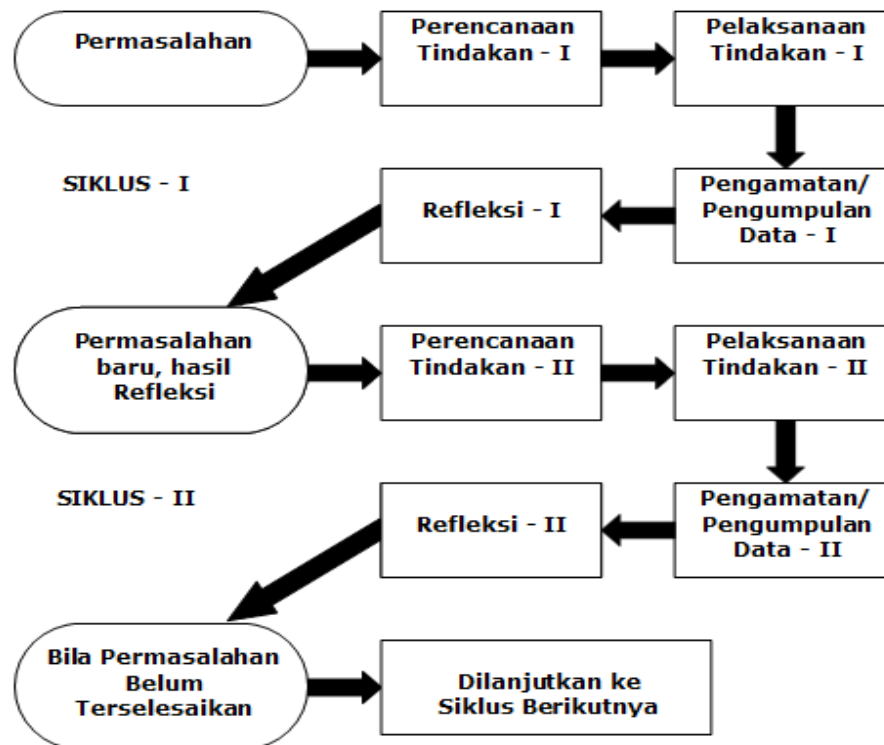 Permasalahan
Perencanaan
Tindakan - I
Pelaksanaan
Tindakan - I
SIKLUS - I
Refleksi - I
Pengamatan/
Pengumpulan
Data - I
Permasalahan
baru, hasil
Refleksi
Perencanaan
Tindakan - II
Pelaksanaan
Tindakan - II
SIKLUS - II
Refleksi - II
Pengamatan/
Pengumpulan
Data - II
Bila Permasalahan
Belum
Terselesaikan
Dilanjutkan ke
Siklus Berikutnya